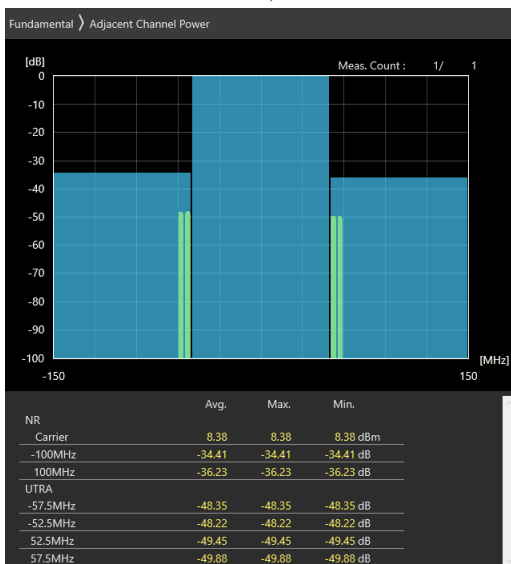 Fundamental 〉 Adjacent Channel Power
[dB]
Meas. Count : 1/ 1
0
-10
-20
-30
-40
-50
-60
-70
-80
-90
-100
[MHz]
-150 150
Avg. Max. Min.
NR
Carrier 8.38 8.38 8.38 dBm
-100MHz -34.41 -34.41 -34.41 dB
100MHz -36.23 -36.23 -36.23 dB
UTRA
-57.5MHz -48.35 -48.35 -48.35 dB
-52.5MHz -48.22 -48.22 -48.22 dB
52.5MHz -49.45 -49.45 -49.45 dB
57.5MHz -49.88 -49.88 -49.88 dB